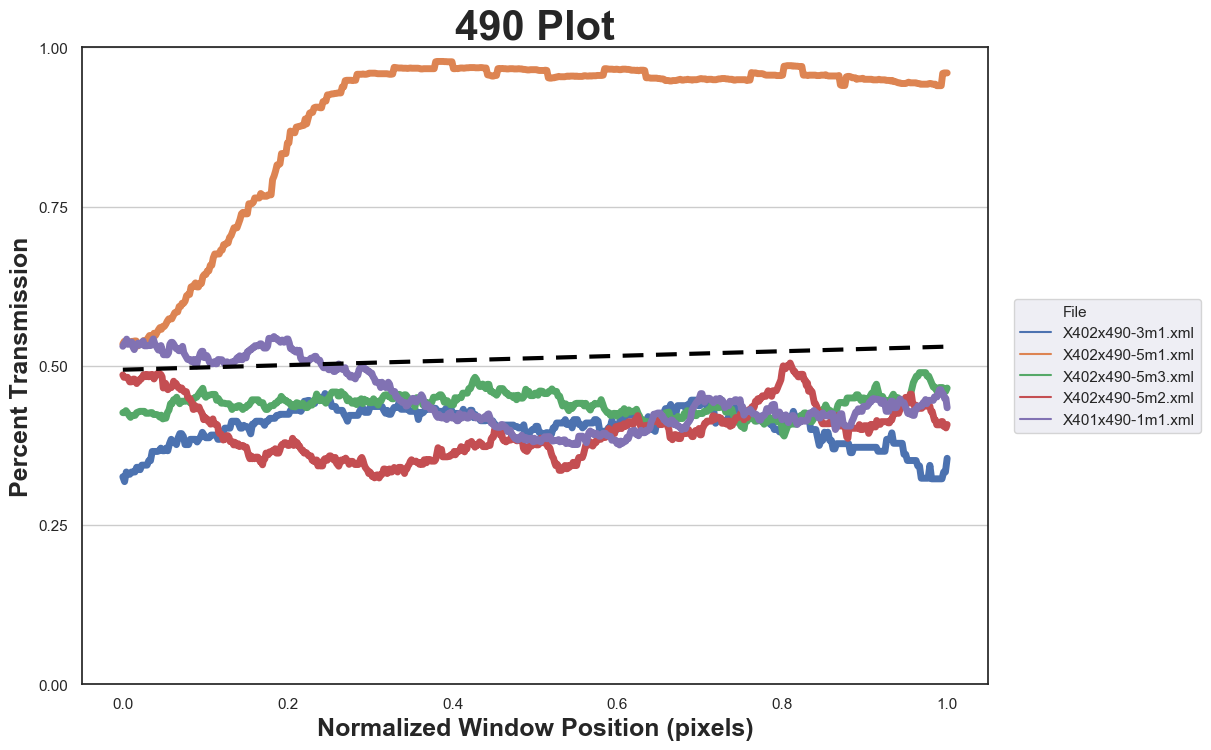 490 Plot
1.00
0.75
0.50
0.25
0.00
Percent Transmission
0.0 0.2 0.4 0.6 0.8 1.0
Normalized Window Position (pixels)
File
X402x490-3m1.xml
X402x490-5m1.xml
X402x490-5m3.xml
X402x490-5m2.xml
X401x490-1m1.xml